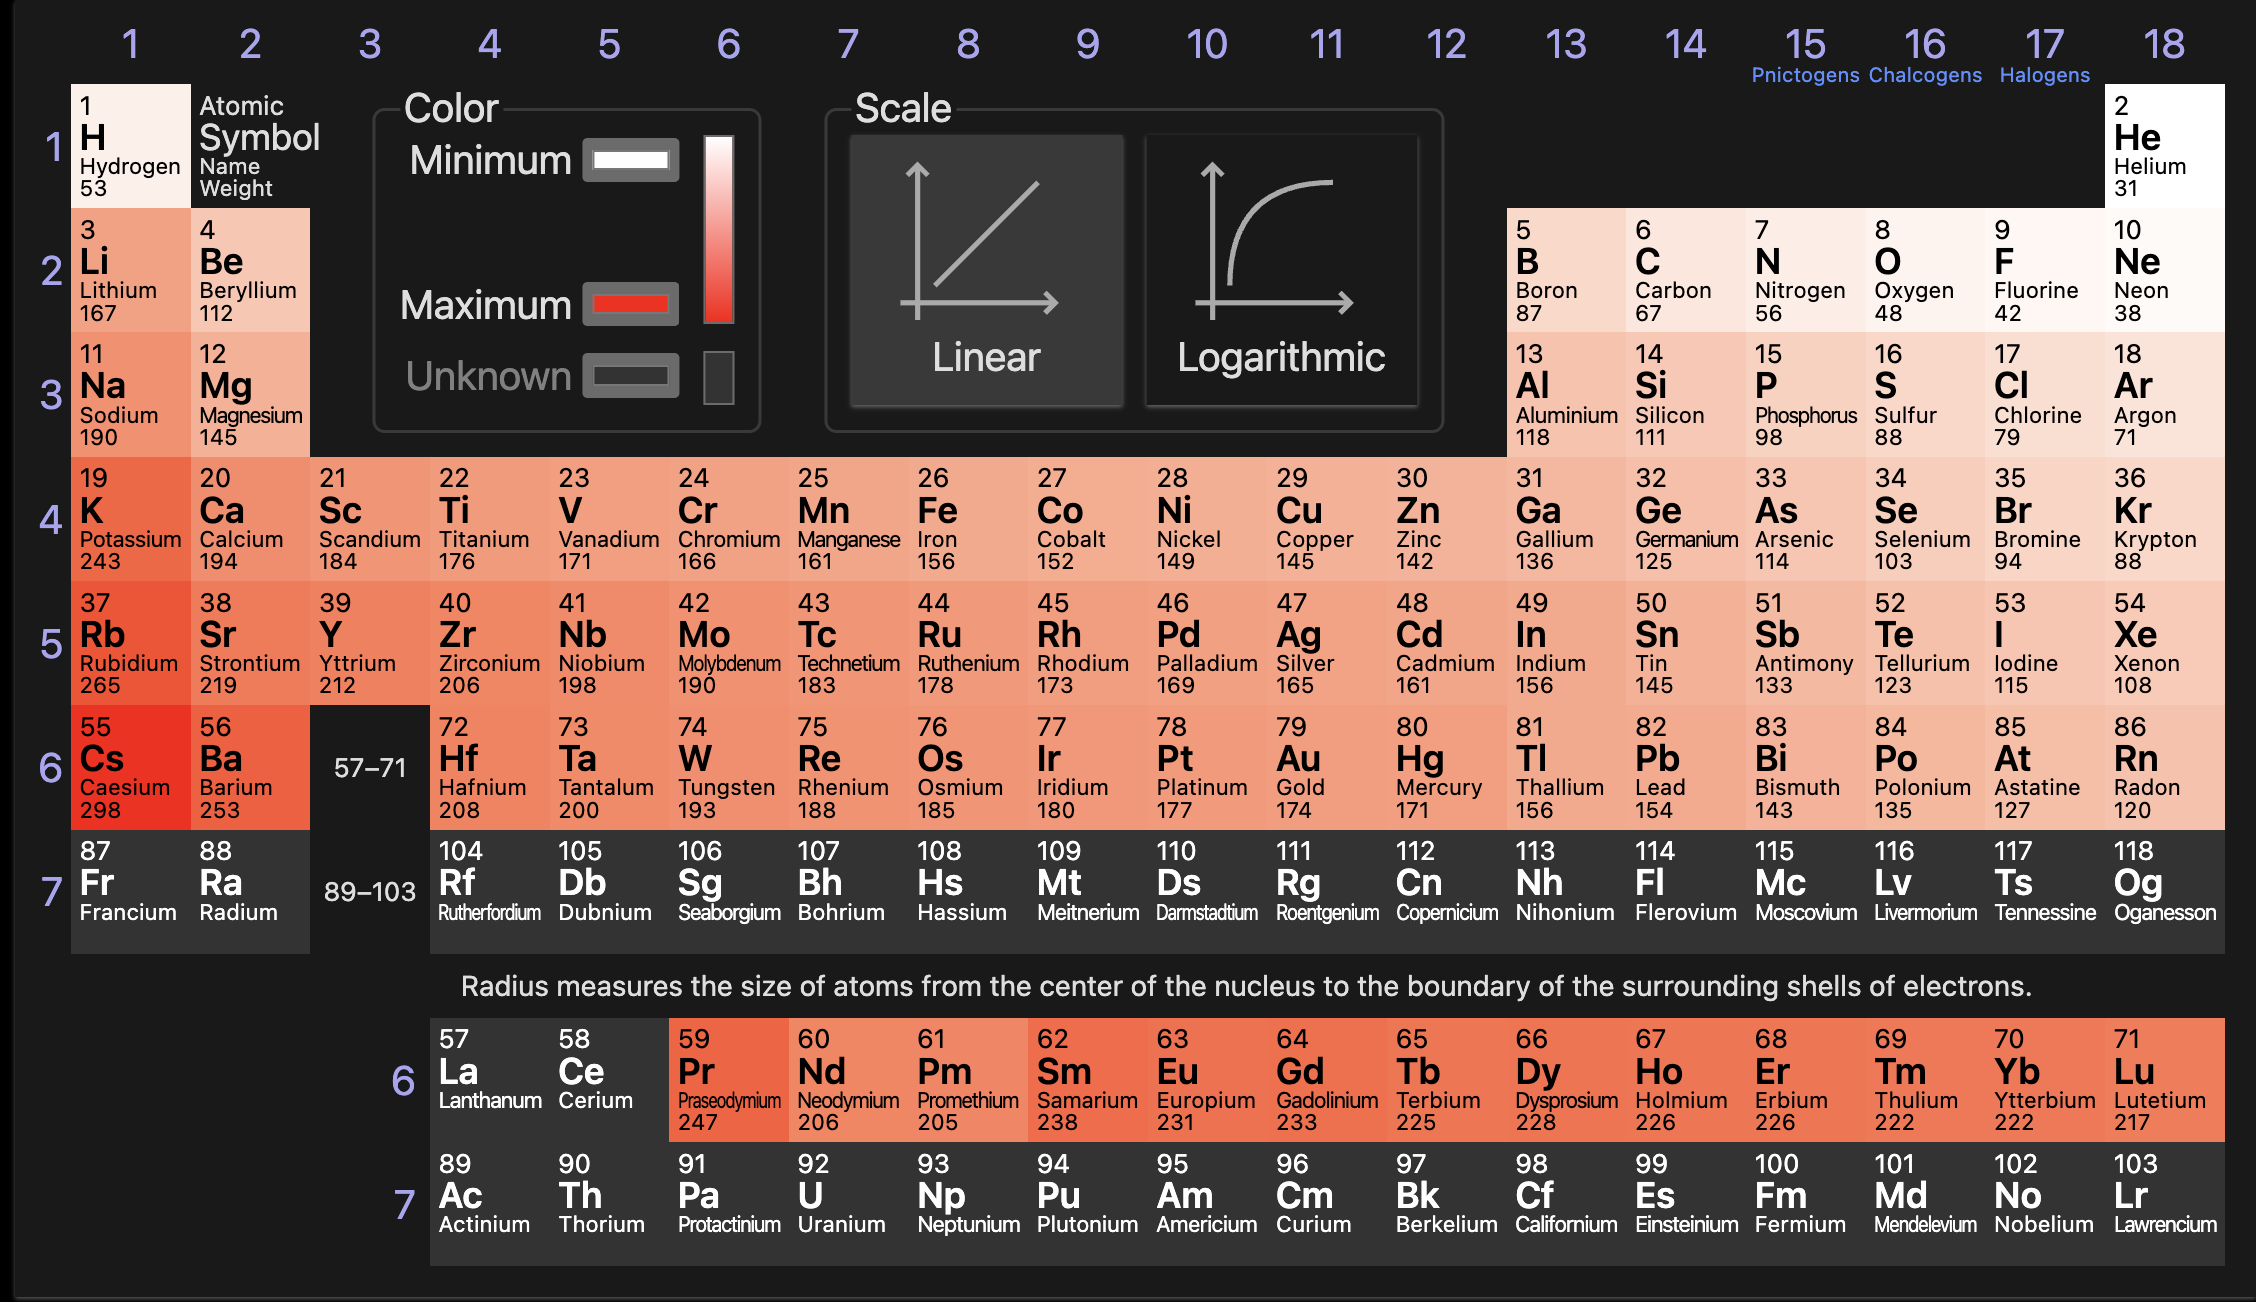 1 2 3 4 5 6 7 8 9 10 11 12 13 14 15 16 17 18
Pnictogens Chalcogens Halogens
1
1
H
Hydrogen
53
Atomic
Symbol
Name
Weight
Color
Minimum
Maximum
Unknown
Scale
Linear
Logarithmic
2
He
Helium
31
2
3 4 5 6 7 8 9 10
Li Be B C N O F Ne
Lithium Beryllium Boron Carbon Nitrogen Oxygen Fluorine Neon
167 112 87 67 56 48 42 38
3
11 12 13 14 15 16 17 18
Na Mg Al Si P S Cl Ar
Sodium Magnesium Aluminium Silicon Phosphorus Sulfur Chlorine Argon
190 145 118 111 98 88 79 71
4
19 20 21 22 23 24 25 26 27 28 29 30 31 32 33 34 35 36
K Ca Sc Ti V Cr Mn Fe Co Ni Cu Zn Ga Ge As Se Br Kr
Potassium Calcium Scandium Titanium Vanadium Chromium Manganese Iron Cobalt Nickel Copper Zinc Gallium Germanium Arsenic Selenium Bromine Krypton
243 194 184 176 171 166 161 156 152 149 145 142 136 125 114 103 94 88
5
37 38 39 40 41 42 43 44 45 46 47 48 49 50 51 52 53 54
Rb Sr Y Zr Nb Mo Tc Ru Rh Pd Ag Cd In Sn Sb Te I Xe
Rubidium Strontium Yttrium Zirconium Niobium Molybdenum Technetium Ruthenium Rhodium Palladium Silver Cadmium Indium Tin Antimony Tellurium Iodine Xenon
265 219 212 206 198 190 183 178 173 169 165 161 156 145 133 123 115 108
6
55 56 72 73 74 75 76 77 78 79 80 81 82 83 84 85 86
Cs Ba 57–71 Hf Ta W Re Os Ir Pt Au Hg Tl Pb Bi Po At Rn
Caesium Barium Hafnium Tantalum Tungsten Rhenium Osmium Iridium Platinum Gold Mercury Thallium Lead Bismuth Polonium Astatine Radon
298 253 208 200 193 188 185 180 177 174 171 156 154 143 135 127 120
7
87 88 104 105 106 107 108 109 110 111 112 113 114 115 116 117 118
Fr Ra 89–103 Rf Db Sg Bh Hs Mt Ds Rg Cn Nh Fl Mc Lv Ts Og
Francium Radium Rutherfordium Dubnium Seaborgium Bohrium Hassium Meitnerium Darmstadtium Roentgenium Copernicium Nihonium Flerovium Moscovium Livermorium Tennessine Oganesson
Radius measures the size of atoms from the center of the nucleus to the boundary of the surrounding shells of electrons.
6
57 58 59 60 61 62 63 64 65 66 67 68 69 70 71
La Ce Pr Nd Pm Sm Eu Gd Tb Dy Ho Er Tm Yb Lu
Lanthanum Cerium Praseodymium Neodymium Promethium Samarium Europium Gadolinium Terbium Dysprosium Holmium Erbium Thulium Ytterbium Lutetium
247 206 205 238 231 233 225 228 226 226 222 222 217
7
89 90 91 92 93 94 95 96 97 98 99 100 101 102 103
Ac Th Pa U Np Pu Am Cm Bk Cf Es Fm Md No Lr
Actinium Thorium Protactinium Uranium Neptunium Plutonium Americium Curium Berkelium Californium Einsteinium Fermium Mendelevium Nobelium Lawrencium